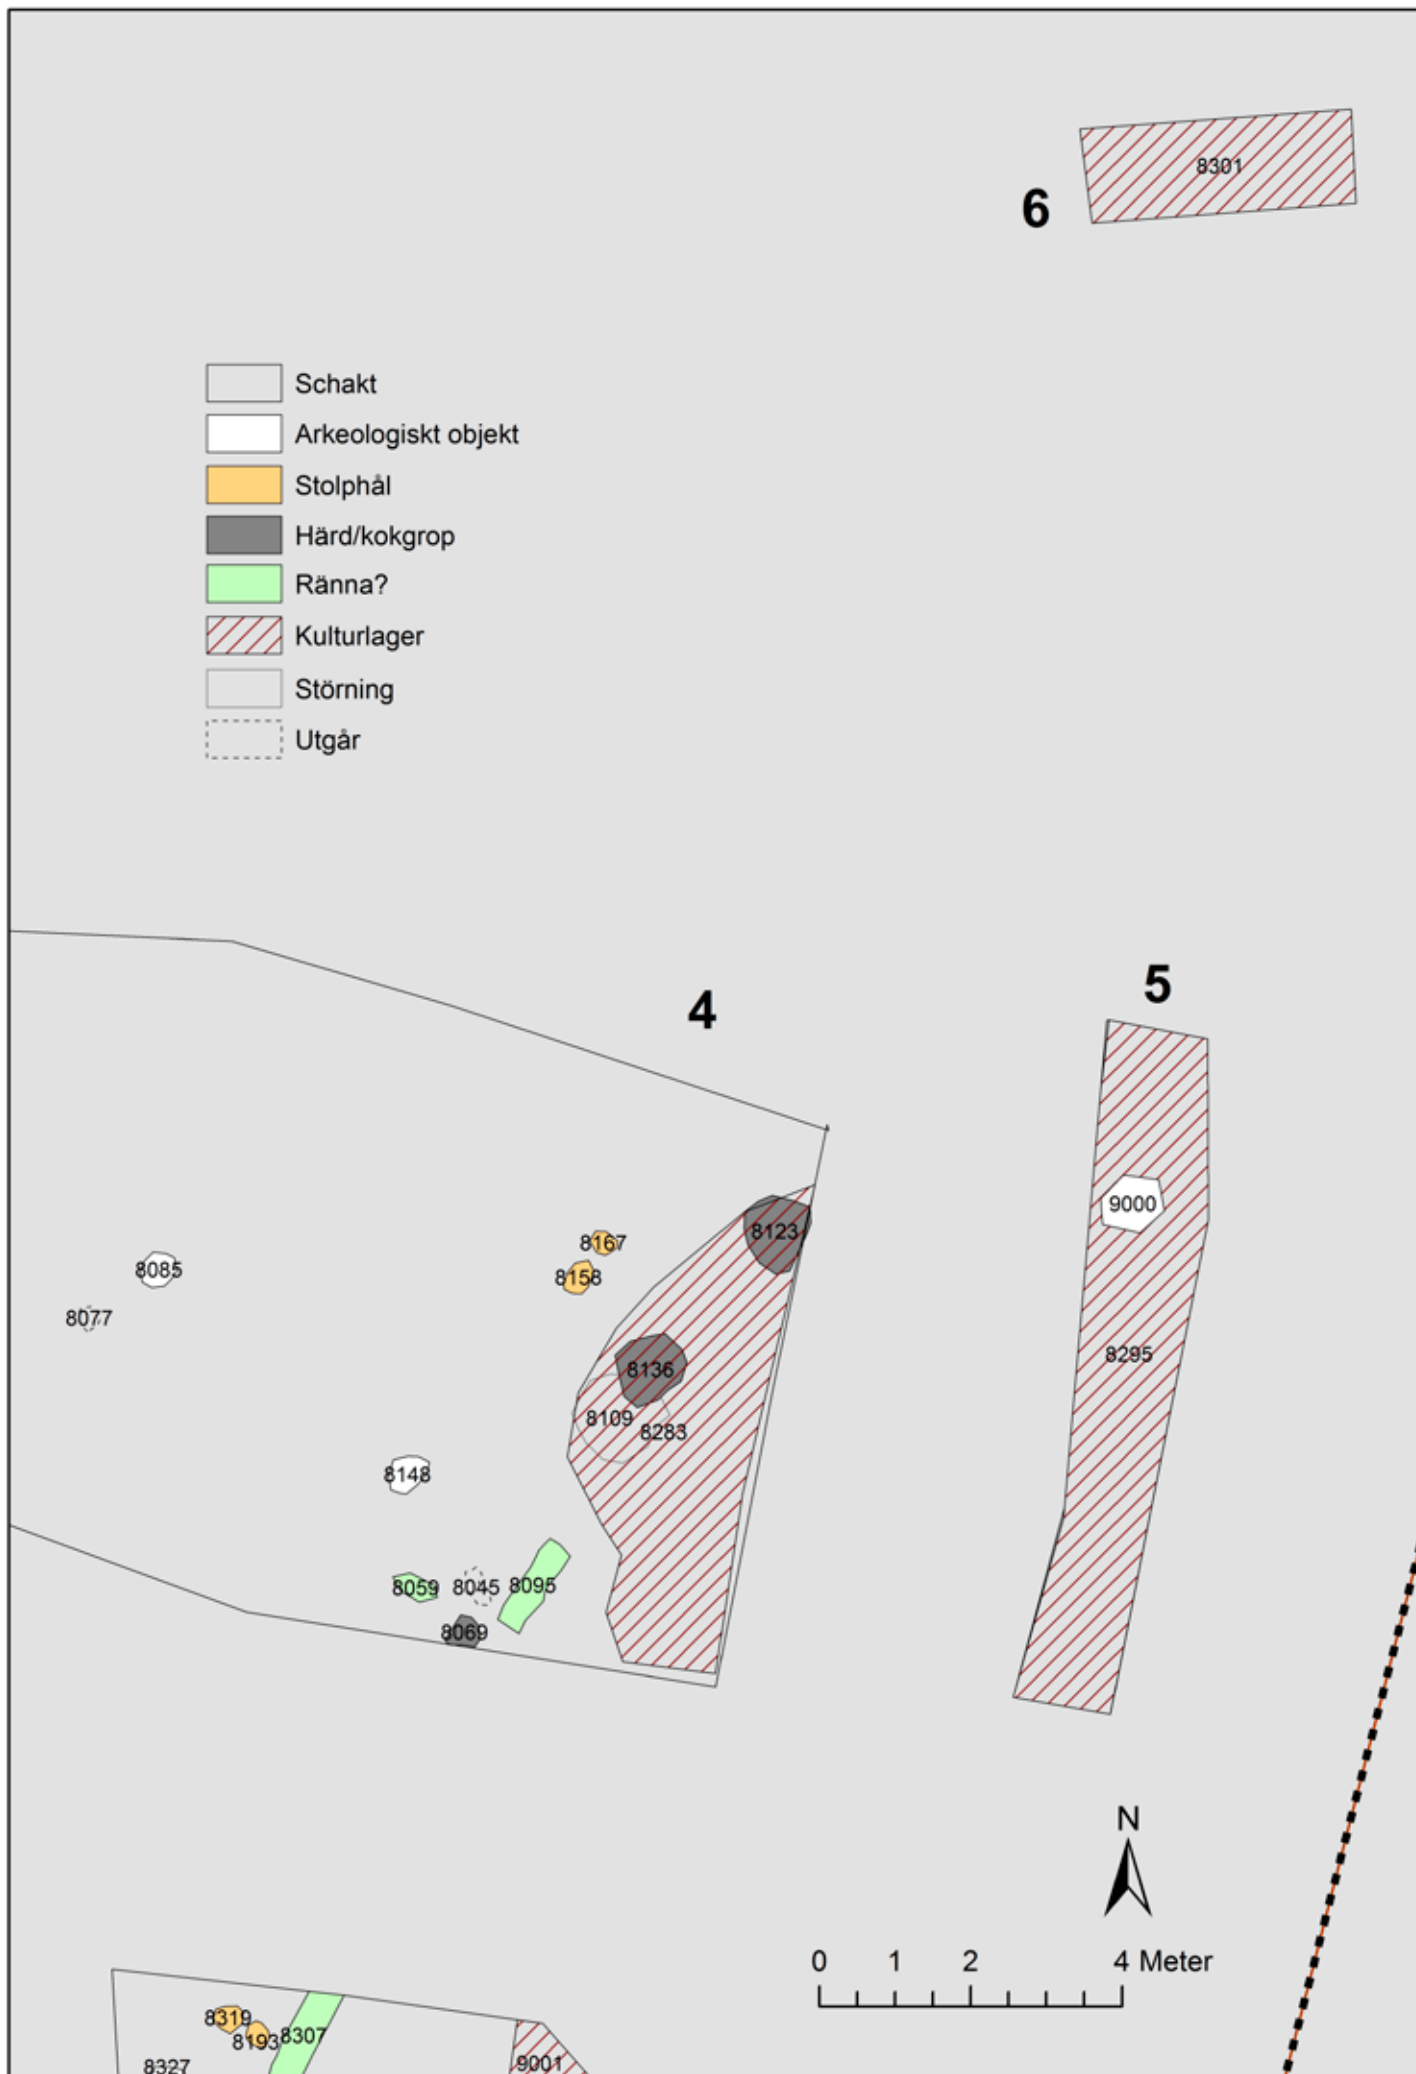 8301
6
Schakt
Arkeologiskt objekt
Stolphål
Härd/kokgrop
Ränna?
Kulturlager
Störning
Utgår
4
5
9000
8123
8167
8085
8158
8077
8295
8136
8109
8283
8148
8059
8045
8095
8069
N
0 1 2 4 Meter
8319
8193
8307
8327
9001